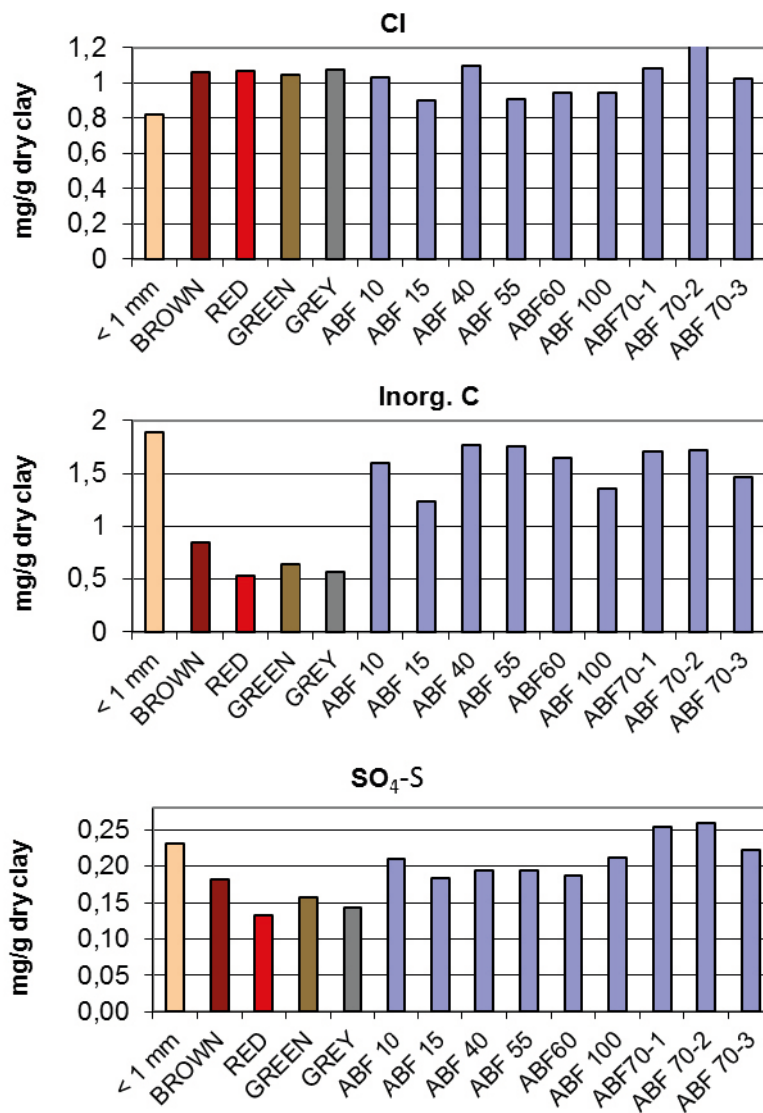 Cl
mg/g dry clay
1,2
1
0,8
0,6
0,4
0,2
0
< 1 mm
BROWN
RED
GREEN
GREY
ABF 10
ABF 15
ABF 40
ABF 55
ABF60
ABF 100
ABF70-1
ABF 70-2
ABF 70-3
Inorg. C
mg/g dry clay
2
1,5
1
0,5
0
< 1 mm
BROWN
RED
GREEN
GREY
ABF 10
ABF 15
ABF 40
ABF 55
ABF60
ABF 100
ABF70-1
ABF 70-2
ABF 70-3
SO₄-S
mg/g dry clay
0,25
0,20
0,15
0,10
0,05
0,00
< 1 mm
BROWN
RED
GREEN
GREY
ABF 10
ABF 15
ABF 40
ABF 55
ABF60
ABF 100
ABF70-1
ABF 70-2
ABF 70-3